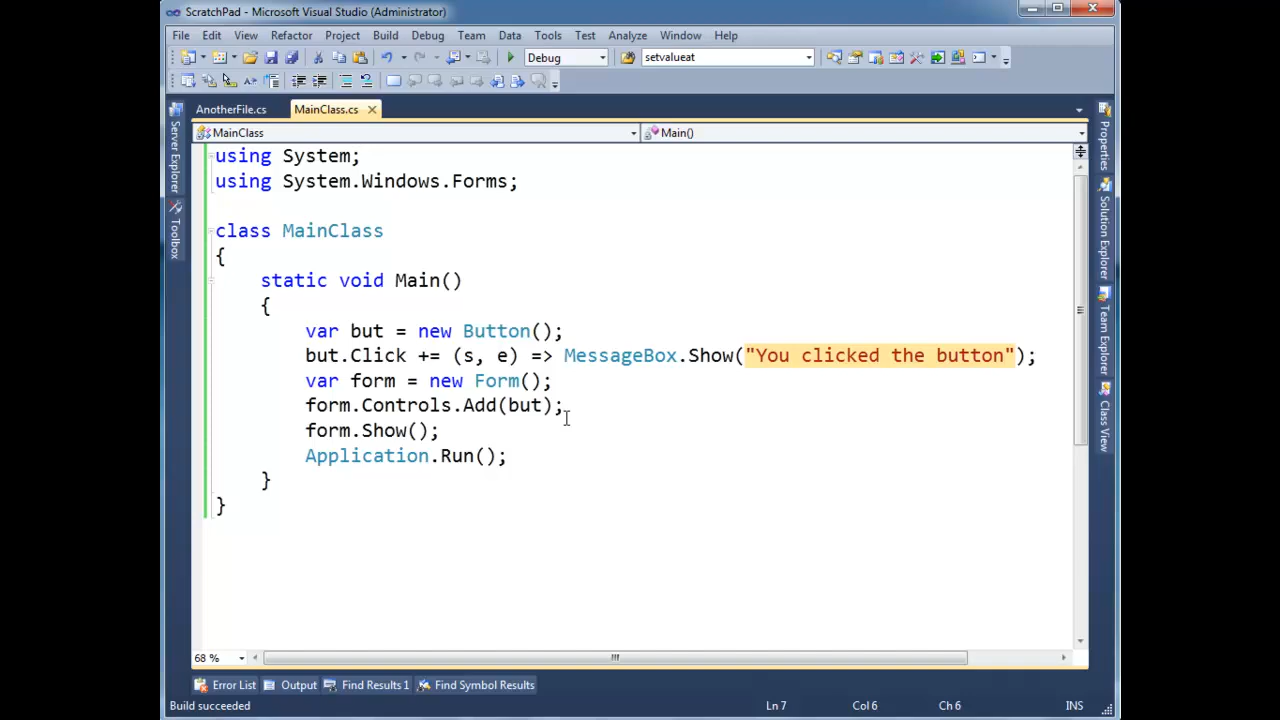 ScratchPad - Microsoft Visual Studio (Administrator)
File Edit View Refactor Project Build Debug Team Data Tools Test Analyze Window Help
Debug setvalueat
AnotherFile.cs MainClass.cs
MainClass Main()
Server Explorer
Toolbox
Properties
Solution Explorer
Team Explorer
Class View
using System;
using System.Windows.Forms;
class MainClass
{
static void Main()
{
var but = new Button();
but.Click += (s, e) => MessageBox.Show("You clicked the button");
var form = new Form();
form.Controls.Add(but);
form.Show();
Application.Run();
}
}
68 %
Error List Output Find Results 1 Find Symbol Results
Build succeeded Ln 7 Col 6 Ch 6 INS